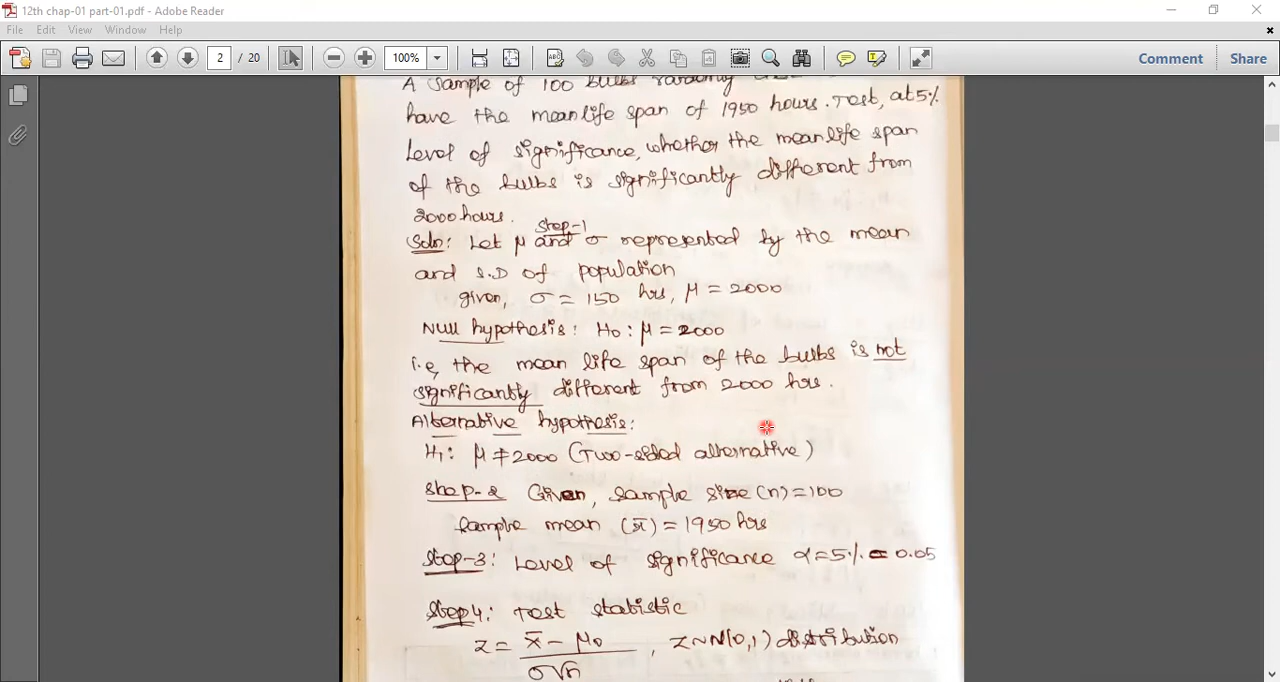 12th chap-01 part-01.pdf - Adobe Reader
File Edit View Window Help
2 / 20 100% Comment Share
A Sample of 100 bulbs randomly
have the mean life span of 1950 hours. Test, at 5%
Level of significance, whether the mean life span
of the bulbs is significantly different from
2000 hours.
Step-1
Soln: Let μ and σ represented by the mean
and S.D of population
given, σ = 150 hrs, μ = 2000
Null hypothesis: H0 : μ = 2000
i.e, the mean life span of the bulbs is not
significantly different from 2000 hrs.
Alternative hypothesis:
H1: μ ≠ 2000 (Two-sided alternative)
Step-2 Given, sample size (n) = 100
Sample mean (x̄) = 1950 hrs
Step-3: Level of significance α = 5% = 0.05
Step4: Test statistic
z = x̄ - μ0 , Z ~ N(0,1) distribution
σ√n